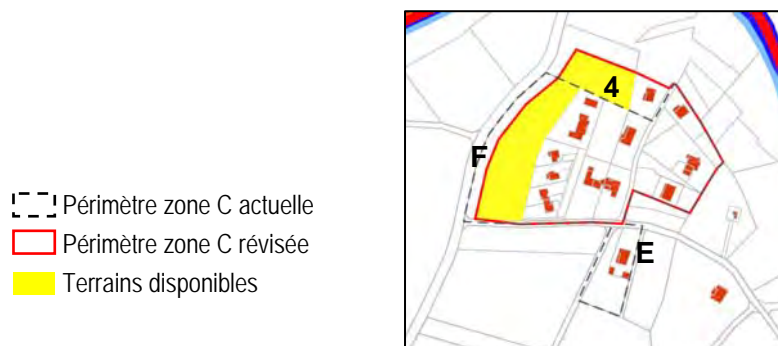 4
F
E
Périmètre zone C actuelle
Périmètre zone C révisée
Terrains disponibles